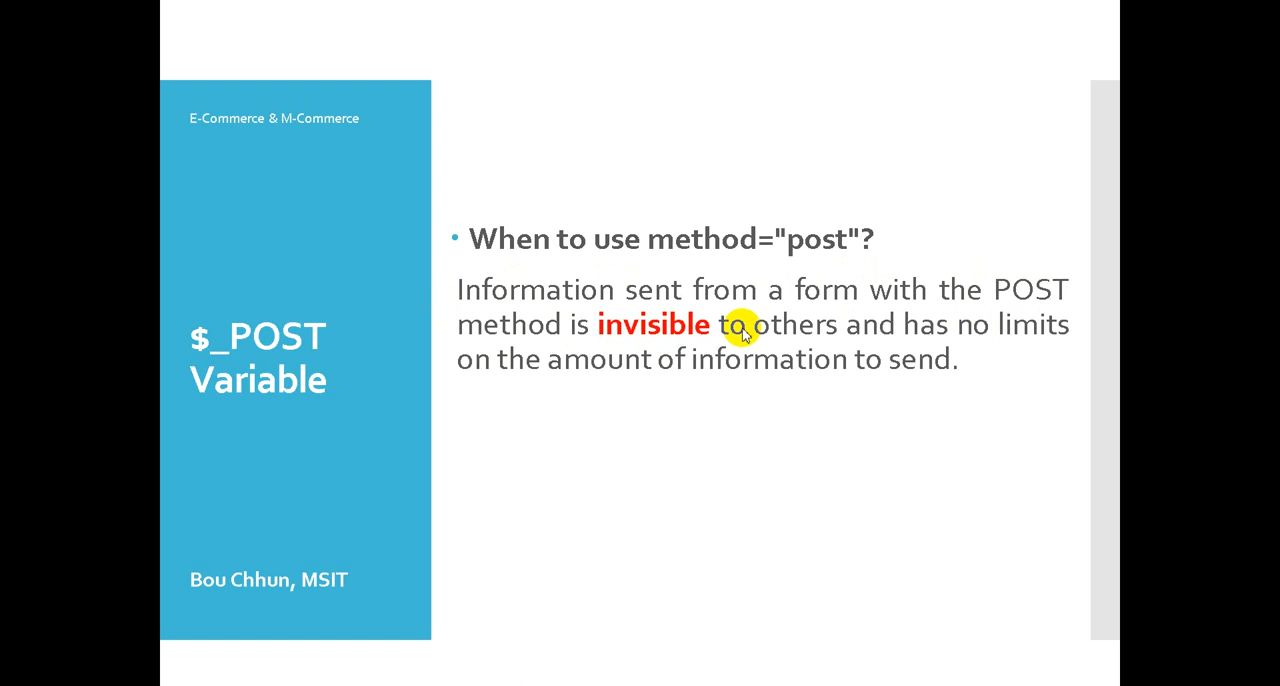 E-Commerce & M-Commerce
$_POST
Variable
Bou Chhun, MSIT
• When to use method="post"?
Information sent from a form with the POST
method is invisible to others and has no limits
on the amount of information to send.